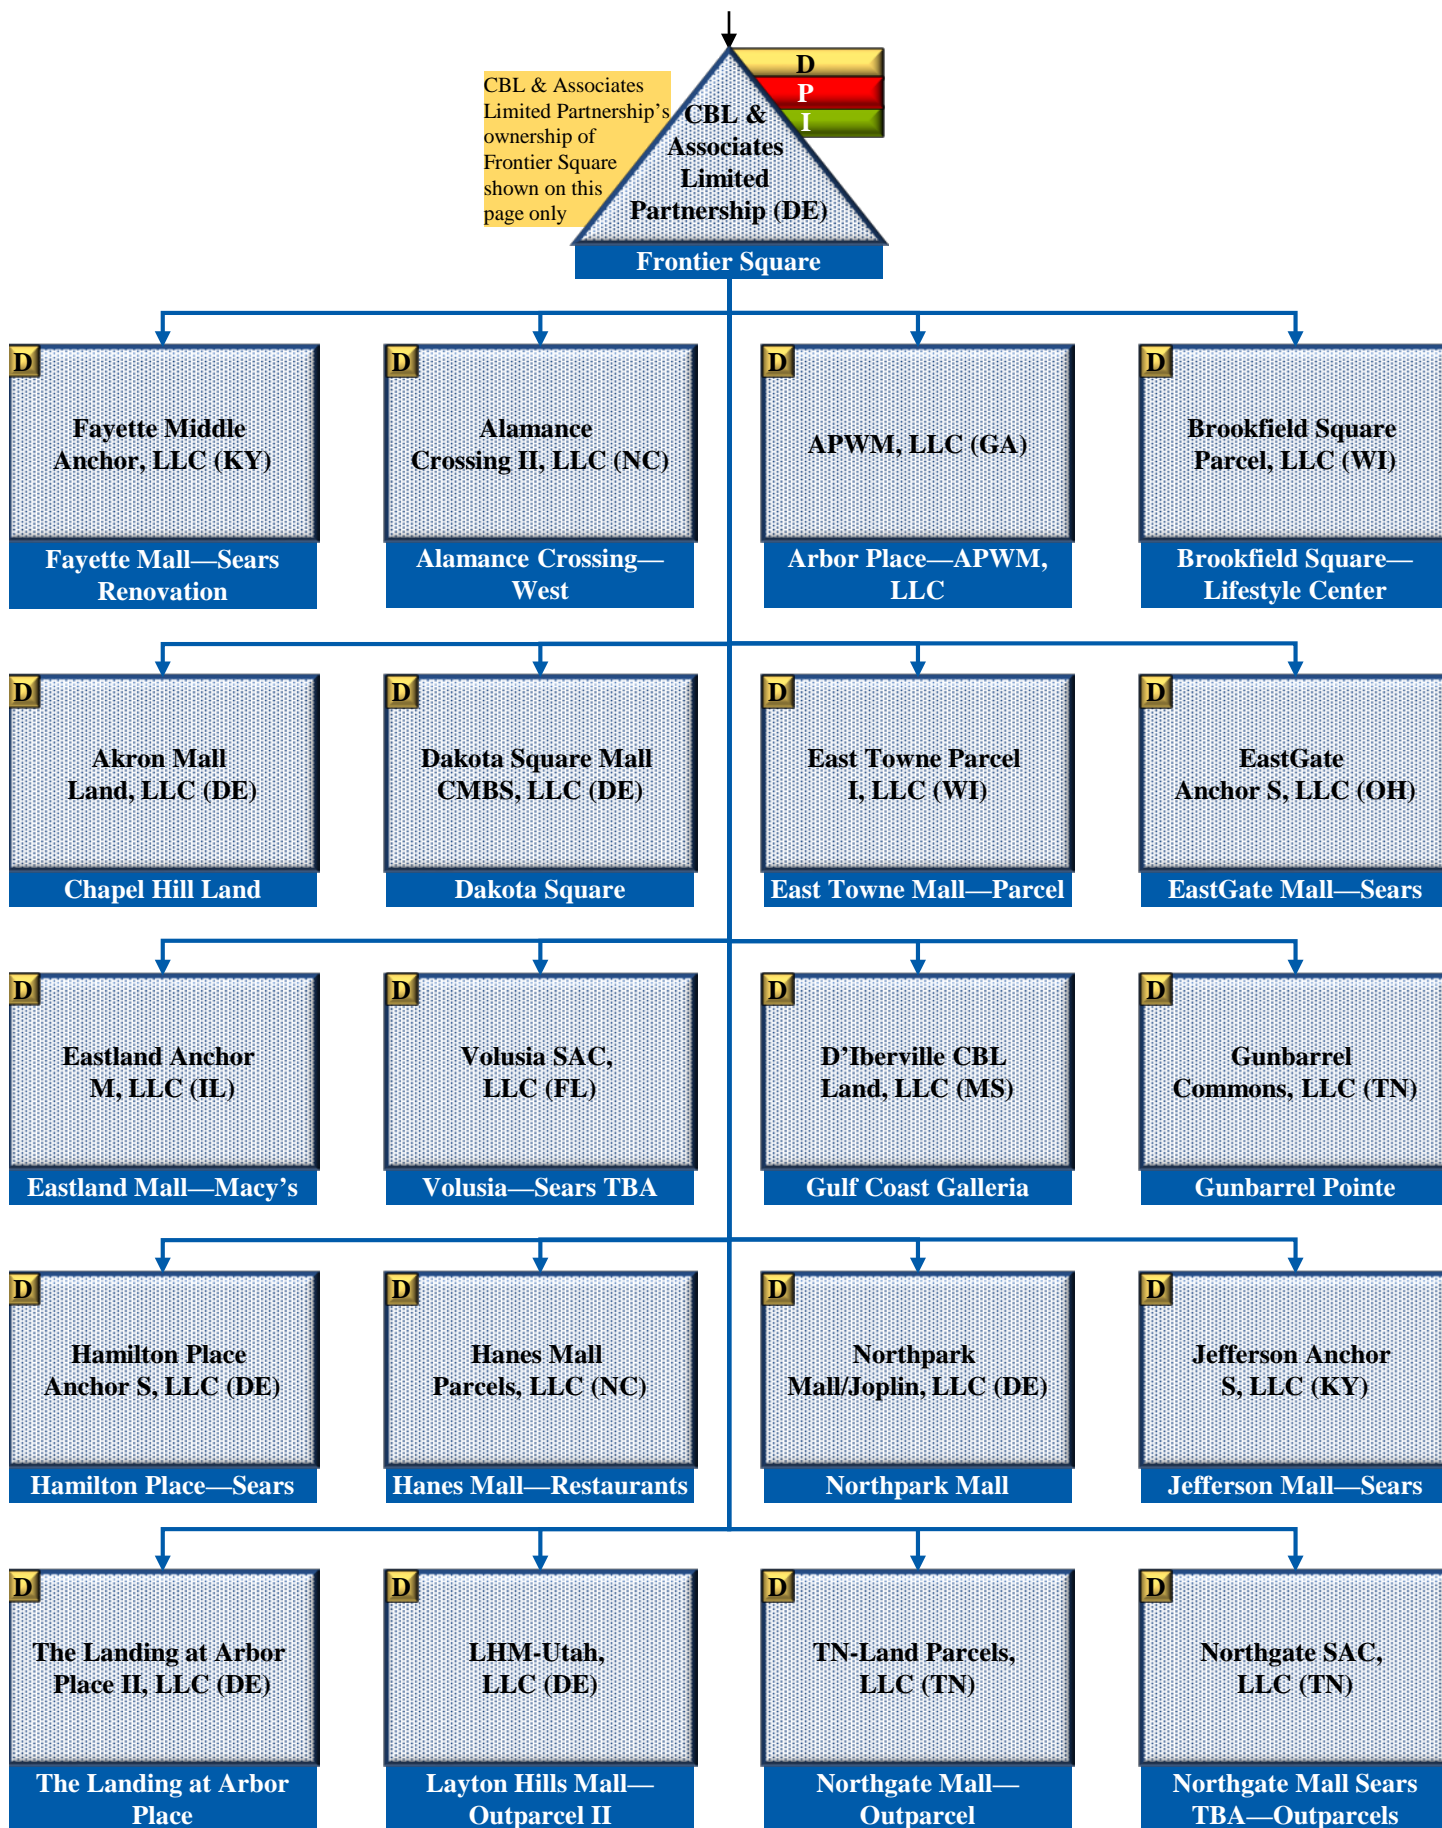 D
P
I
CBL & Associates
Limited Partnership’s
ownership of
Frontier Square
shown on this
page only
CBL &
Associates
Limited
Partnership (DE)
Frontier Square
D
Fayette Middle
Anchor, LLC (KY)
Fayette Mall—Sears
Renovation
D
Alamance
Crossing II, LLC (NC)
Alamance Crossing—
West
D
APWM, LLC (GA)
Arbor Place—APWM,
LLC
D
Brookfield Square
Parcel, LLC (WI)
Brookfield Square—
Lifestyle Center
D
Akron Mall
Land, LLC (DE)
Chapel Hill Land
D
Dakota Square Mall
CMBS, LLC (DE)
Dakota Square
D
East Towne Parcel
I, LLC (WI)
East Towne Mall—Parcel
D
EastGate
Anchor S, LLC (OH)
EastGate Mall—Sears
D
Eastland Anchor
M, LLC (IL)
Eastland Mall—Macy’s
D
Volusia SAC,
LLC (FL)
Volusia—Sears TBA
D
D’Iberville CBL
Land, LLC (MS)
Gulf Coast Galleria
D
Gunbarrel
Commons, LLC (TN)
Gunbarrel Pointe
D
Hamilton Place
Anchor S, LLC (DE)
Hamilton Place—Sears
D
Hanes Mall
Parcels, LLC (NC)
Hanes Mall—Restaurants
D
Northpark
Mall/Joplin, LLC (DE)
Northpark Mall
D
Jefferson Anchor
S, LLC (KY)
Jefferson Mall—Sears
D
The Landing at Arbor
Place II, LLC (DE)
The Landing at Arbor
Place
D
LHM-Utah,
LLC (DE)
Layton Hills Mall—
Outparcel II
D
TN-Land Parcels,
LLC (TN)
Northgate Mall—
Outparcel
D
Northgate SAC,
LLC (TN)
Northgate Mall Sears
TBA—Outparcels